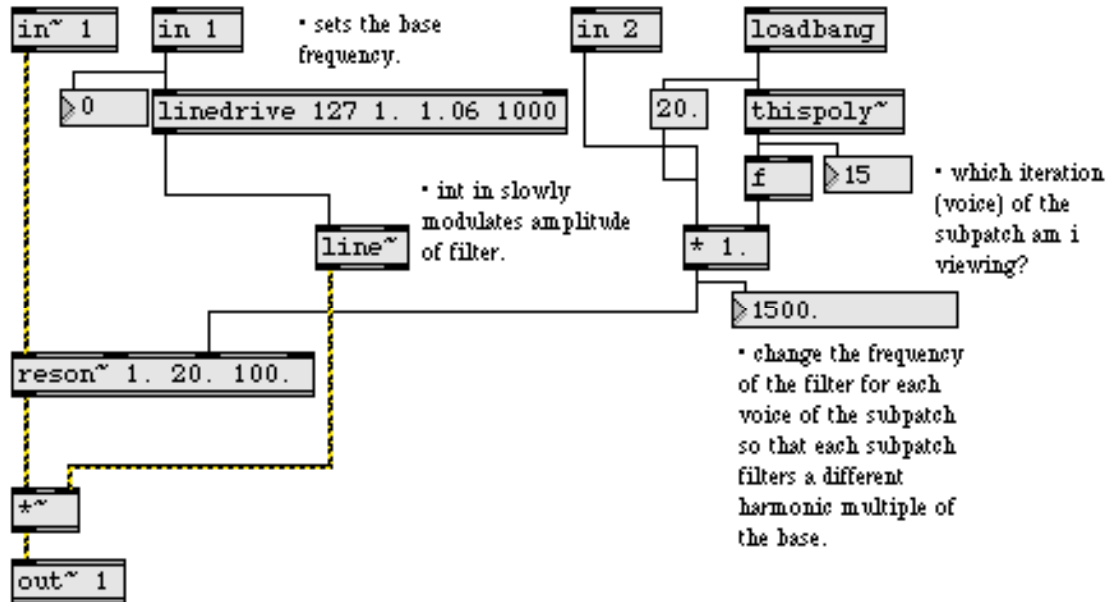 in~ 1
in 1
• sets the base
frequency.
in 2
loadbang
0
linedrive 127 1. 1.06 1000
20.
thispoly~
f
15
• which iteration
(voice) of the
subpatch am i
viewing?
• int in slowly
modulates amplitude
of filter.
line~
* 1.
1500.
reson~ 1. 20. 100.
• change the frequency
of the filter for each
voice of the subpatch
so that each subpatch
filters a different
harmonic multiple of
the base.
*~
out~ 1